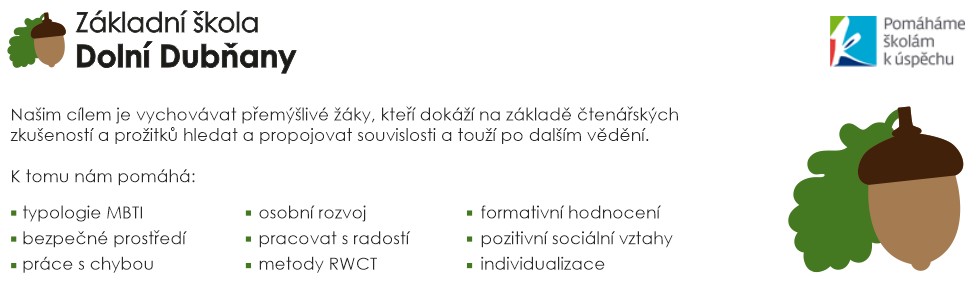 Základní škola
Dolní Dubňany
Pomáháme
školám
k úspěchu
Našim cílem je vychovávat přemýšlivé žáky, kteří dokáží na základě čtenářských
zkušeností a prožitků hledat a propojovat souvislosti a touží po dalším vědění.
K tomu nám pomáhá:
typologie MBTI
bezpečné prostředí
práce s chybou
osobní rozvoj
pracovat s radostí
metody RWCT
formativní hodnocení
pozitivní sociální vztahy
individualizace